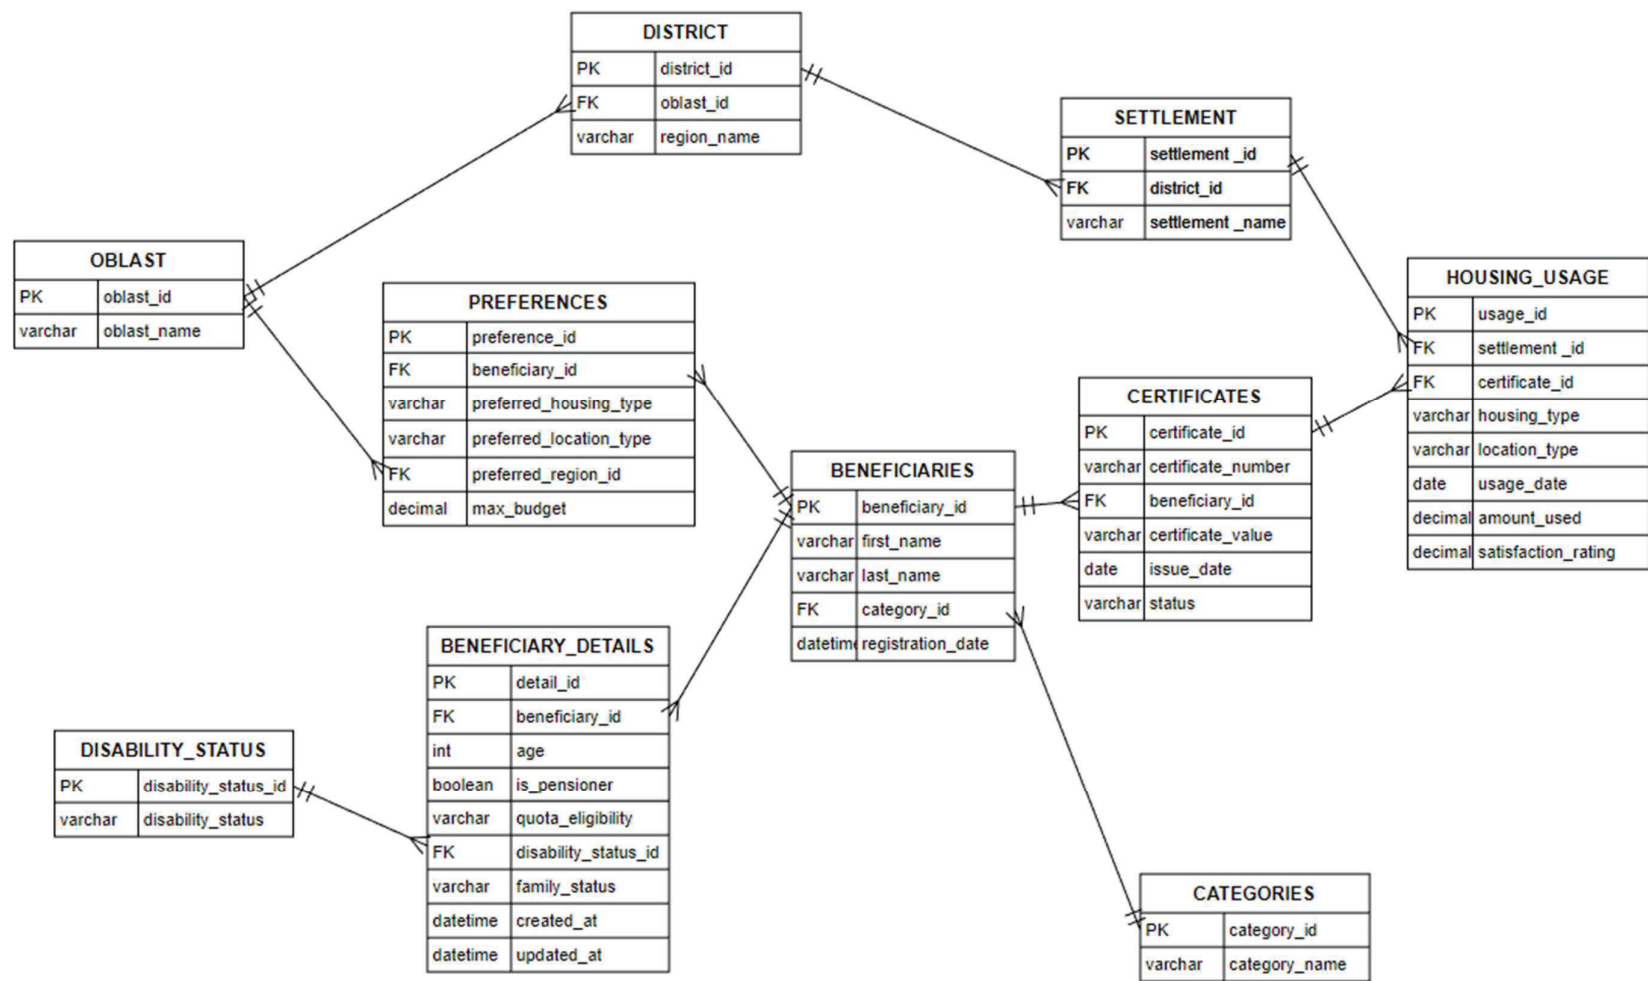 DISTRICT
PK district_id
FK oblast_id
varchar region_name
SETTLEMENT
PK settlement _id
FK district_id
varchar settlement _name
OBLAST
PK oblast_id
varchar oblast_name
PREFERENCES
PK preference_id
FK beneficiary_id
varchar preferred_housing_type
varchar preferred_location_type
FK preferred_region_id
decimal max_budget
HOUSING_USAGE
PK usage_id
FK settlement _id
FK certificate_id
varchar housing_type
varchar location_type
date usage_date
decimal amount_used
decimal satisfaction_rating
CERTIFICATES
PK certificate_id
varchar certificate_number
FK beneficiary_id
varchar certificate_value
date issue_date
varchar status
BENEFICIARIES
PK beneficiary_id
varchar first_name
varchar last_name
FK category_id
datetime registration_date
BENEFICIARY_DETAILS
PK detail_id
FK beneficiary_id
int age
boolean is_pensioner
varchar quota_eligibility
FK disability_status_id
varchar family_status
datetime created_at
datetime updated_at
DISABILITY_STATUS
PK disability_status_id
varchar disability_status
CATEGORIES
PK category_id
varchar category_name